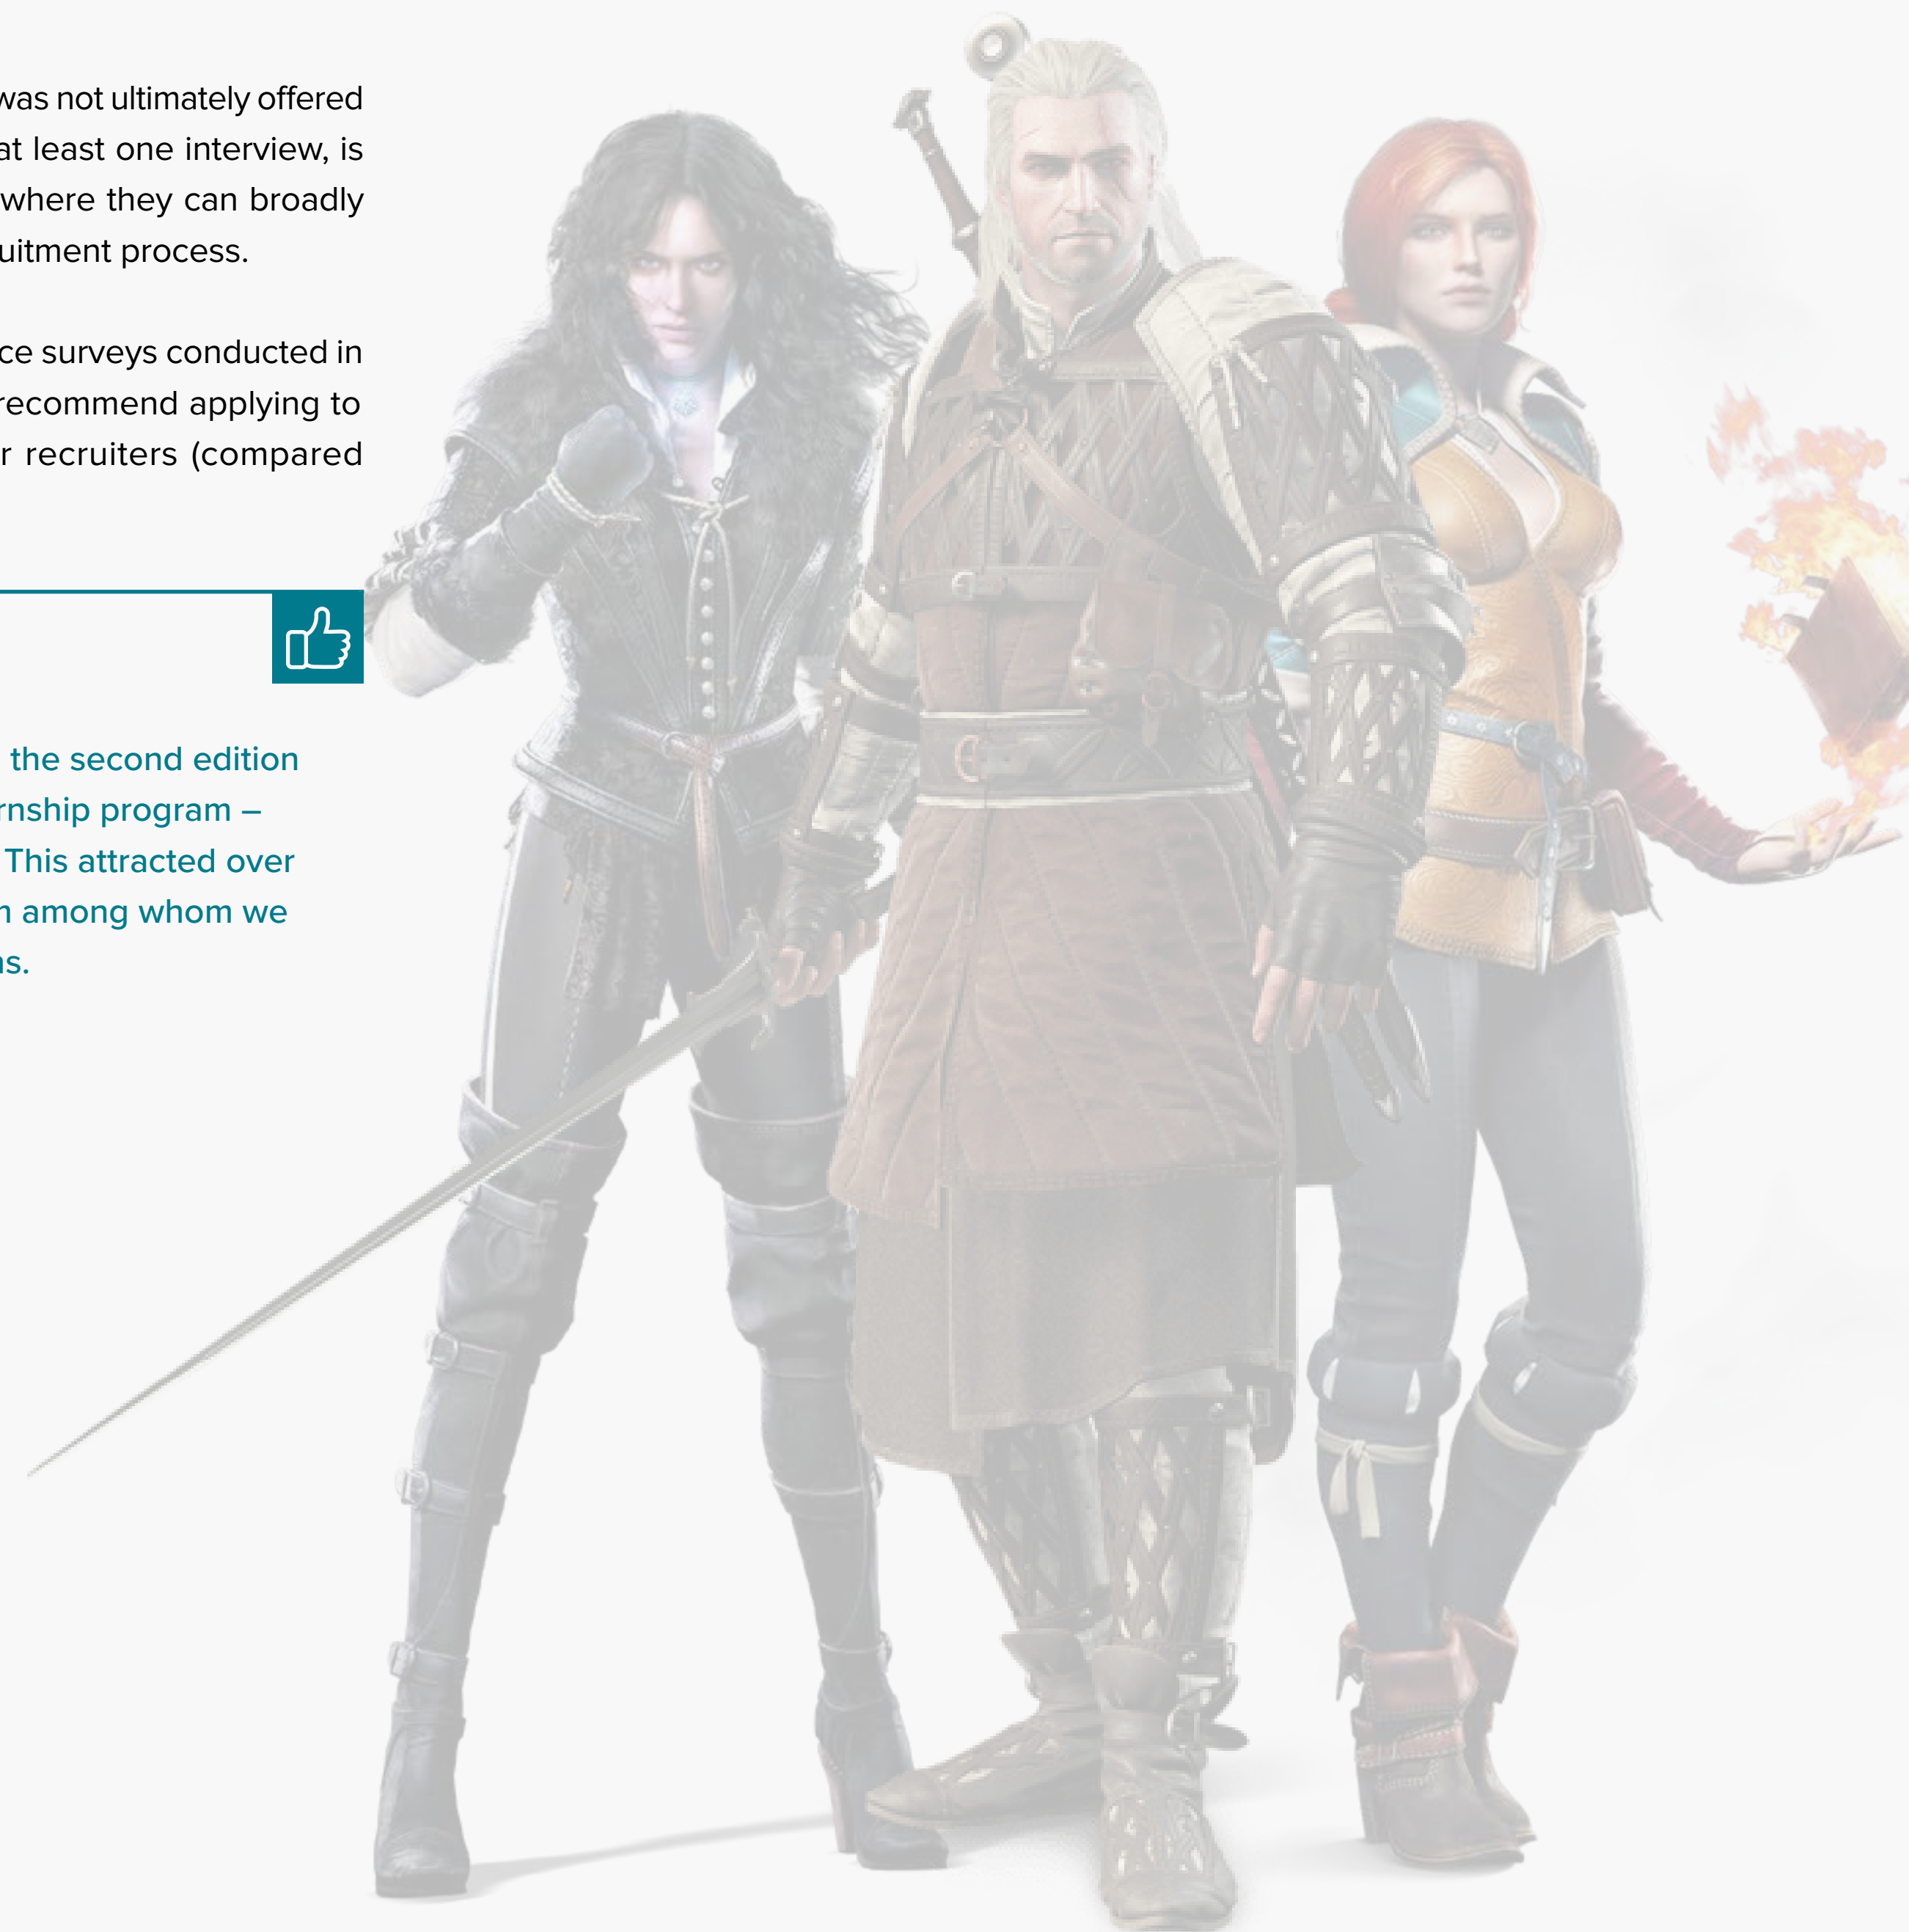 was not ultimately offered
at least one interview, is
where they can broadly
uitment process.
ce surveys conducted in
recommend applying to
r recruiters (compared
the second edition
rnship program –
This attracted over
among whom we
s.